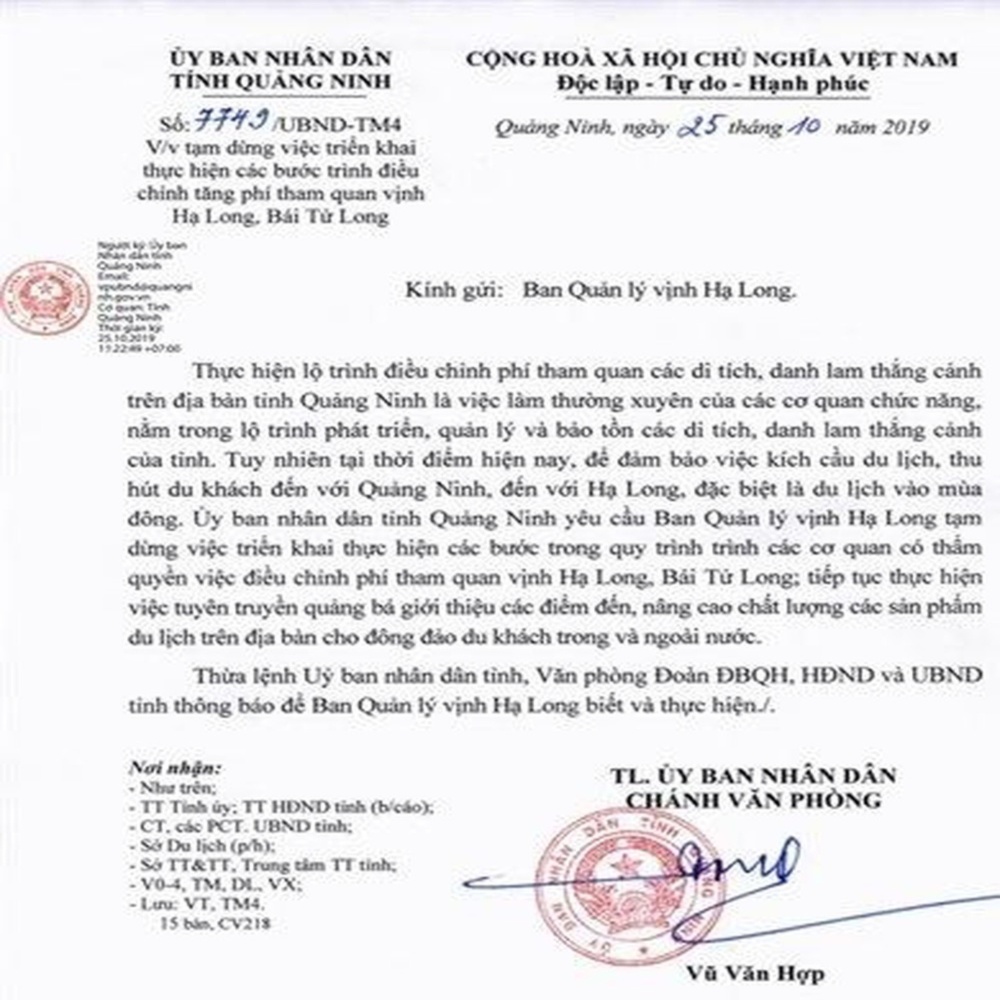 ỦY BAN NHÂN DÂN
TỈNH QUẢNG NINH
CỘNG HOÀ XÃ HỘI CHỦ NGHĨA VIỆT NAM
Độc lập - Tự do - Hạnh phúc
Số: 7749 /UBND-TM4
V/v tạm dừng việc triển khai
thực hiện các bước trình điều
chỉnh tăng phí tham quan vịnh
Hạ Long, Bái Tử Long
Quảng Ninh, ngày 25 tháng 10 năm 2019
Người ký: Ủy ban
Nhân dân tỉnh
Quảng Ninh
Email:
vpubnd@quangni
nh.gov.vn
Cơ quan: Tỉnh
Quảng Ninh
Thời gian ký:
25.10.2019
11:22:49 +07:00
Kính gửi: Ban Quản lý vịnh Hạ Long.
Thực hiện lộ trình điều chỉnh phí tham quan các di tích, danh lam thắng cảnh
trên địa bàn tỉnh Quảng Ninh là việc làm thường xuyên của các cơ quan chức năng,
nằm trong lộ trình phát triển, quản lý và bảo tồn các di tích, danh lam thắng cảnh
của tỉnh. Tuy nhiên tại thời điểm hiện nay, để đảm bảo việc kích cầu du lịch, thu
hút du khách đến với Quảng Ninh, đến với Hạ Long, đặc biệt là du lịch vào mùa
đông. Ủy ban nhân dân tỉnh Quảng Ninh yêu cầu Ban Quản lý vịnh Hạ Long tạm
dừng việc triển khai thực hiện các bước trong quy trình trình các cơ quan có thẩm
quyền việc điều chỉnh phí tham quan vịnh Hạ Long, Bái Tử Long; tiếp tục thực hiện
việc tuyên truyền quảng bá giới thiệu các điểm đến, nâng cao chất lượng các sản phẩm
du lịch trên địa bàn cho đông đảo du khách trong và ngoài nước.
Thừa lệnh Uỷ ban nhân dân tỉnh, Văn phòng Đoàn ĐBQH, HĐND và UBND
tỉnh thông báo để Ban Quản lý vịnh Hạ Long biết và thực hiện./.
Nơi nhận:
- Như trên;
- TT Tỉnh ủy; TT HĐND tỉnh (b/cáo);
- CT, các PCT. UBND tỉnh;
- Sở Du lịch (p/h);
- Sở TT&TT, Trung tâm TT tỉnh;
- V0-4, TM, DL, VX;
- Lưu: VT, TM4.
15 bản, CV218
TL. ỦY BAN NHÂN DÂN
CHÁNH VĂN PHÒNG
ỦY BAN NHÂN DÂN TỈNH QUẢNG NINH
Vũ Văn Hợp